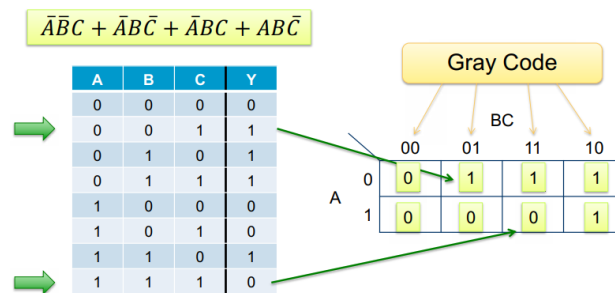 ĀB̄C + ĀBC̄ + ĀBC + ABC̄
A B C Y
0 0 0 0
0 0 1 1
0 1 0 1
0 1 1 1
1 0 0 0
1 0 1 0
1 1 0 1
1 1 1 0
Gray Code
BC
00 01 11 10
0 0 1 1 1
A
1 0 0 0 1